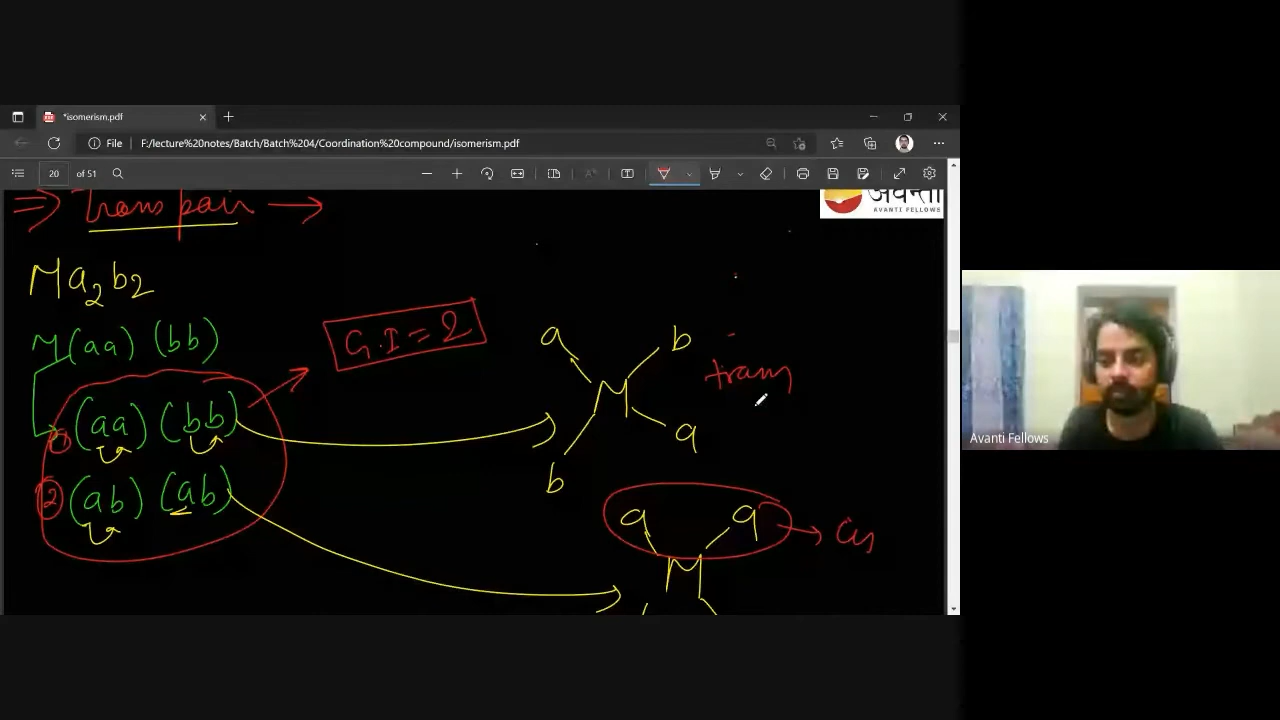 *isomerism.pdf
File F:/lecture%20notes/Batch/Batch%204/Coordination%20compound/isomerism.pdf
20 of 51
⇒ Trans pair →
अवन्ती
AVANTI FELLOWS
Ma2b2
M(aa) (bb)
G.I = 2
① (aa) (bb)
② (ab) (ab)
a b
M
b a
trans
a a → cis
M
Avanti Fellows